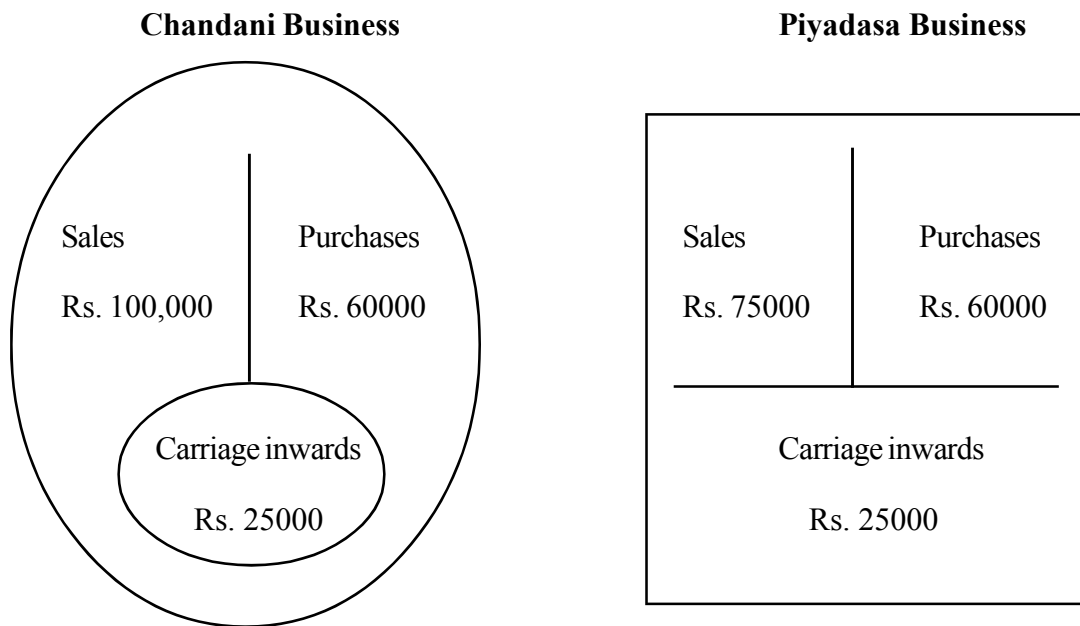 Chandani Business
Sales
Rs. 100,000
Purchases
Rs. 60000
Carriage inwards
Rs. 25000
Piyadasa Business
Sales
Rs. 75000
Purchases
Rs. 60000
Carriage inwards
Rs. 25000